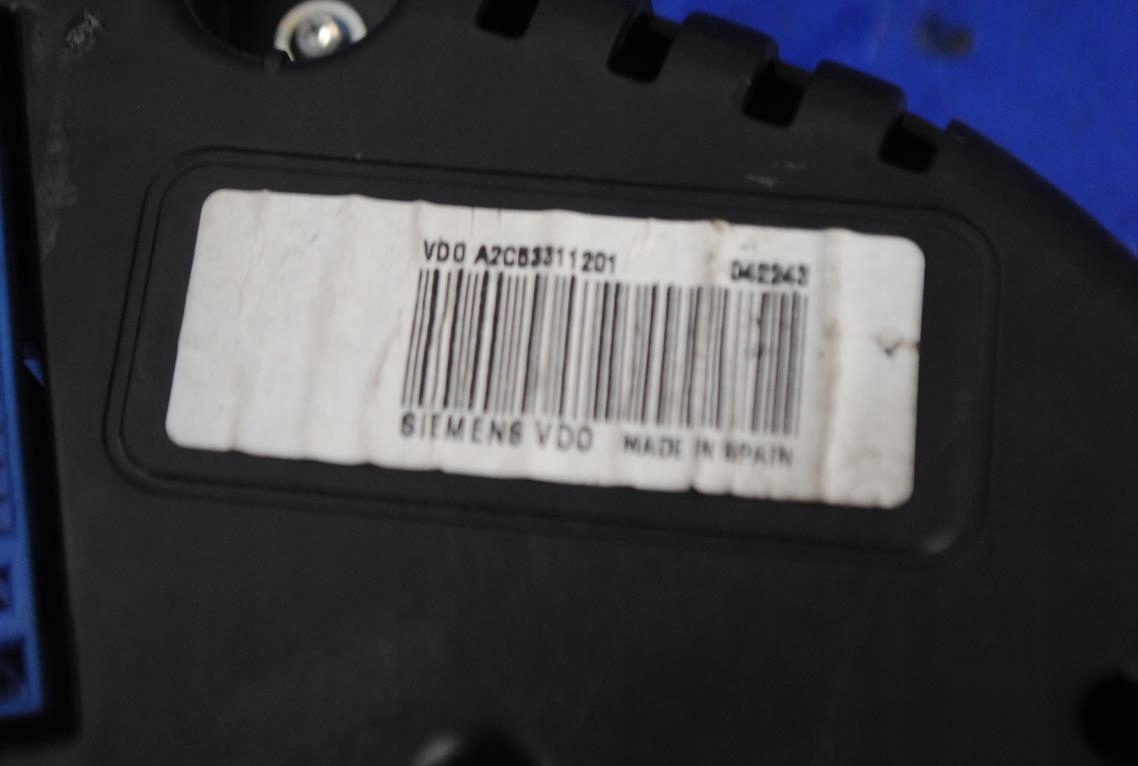 VDO A2C53311201 042243
SIEMENS VDO MADE IN SPAIN